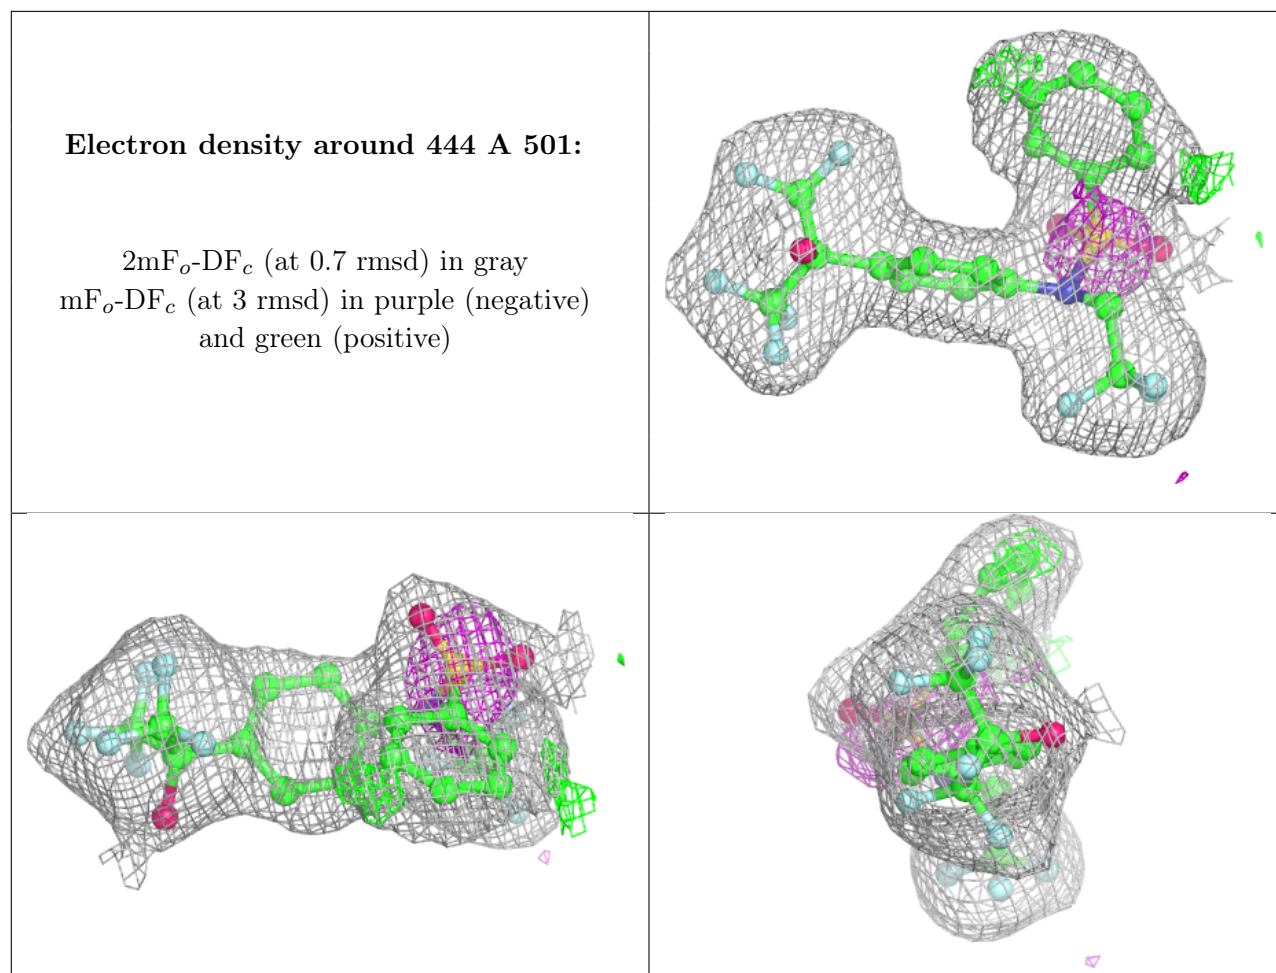 Electron density around 444 A 501:
2mFo-DFc (at 0.7 rmsd) in gray
mFo-DFc (at 3 rmsd) in purple (negative)
and green (positive)